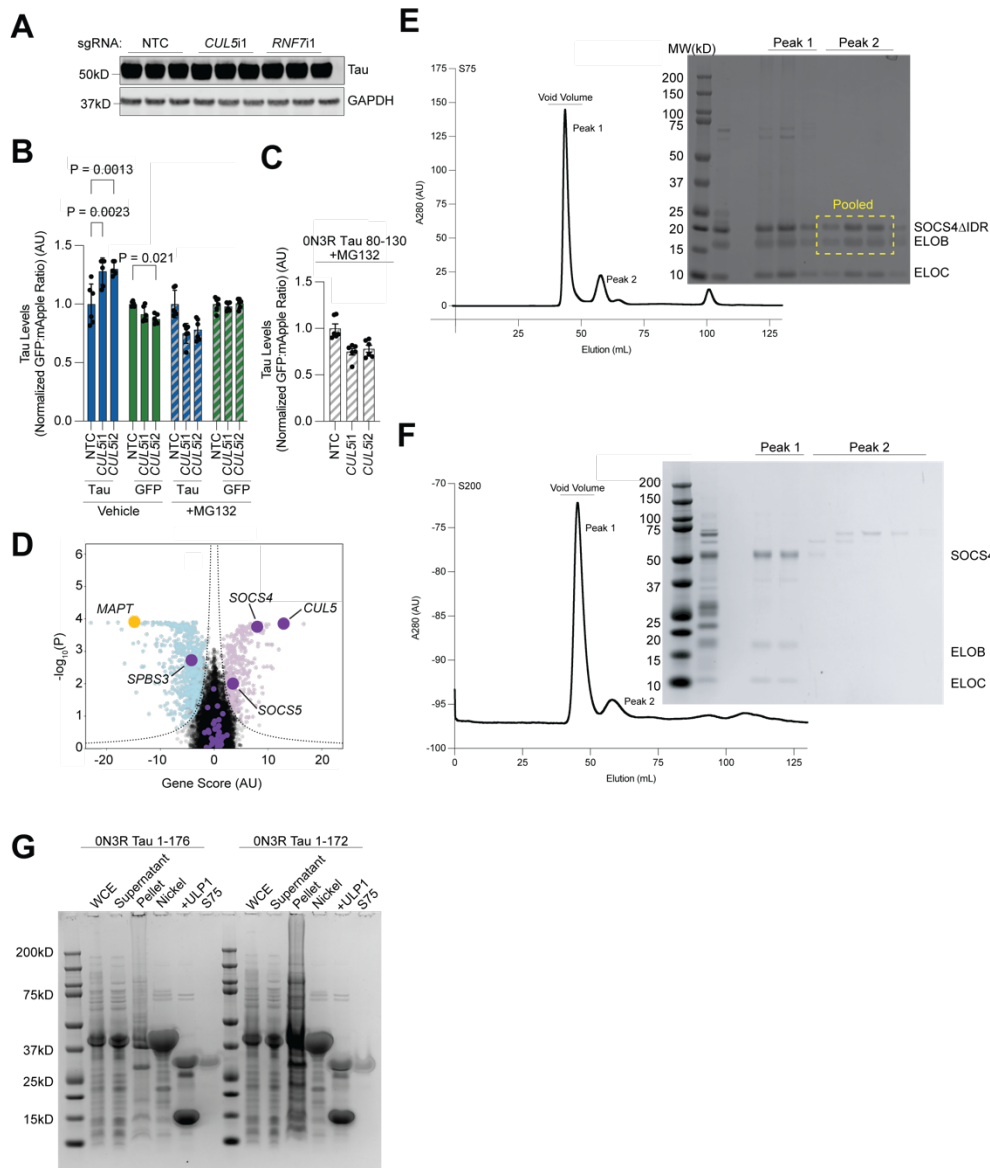 A
sgRNA: NTC CUL5i1 RNF7i1
50kD Tau
37kD GAPDH
B
P = 0.0013
P = 0.0023
P = 0.021
Tau Levels
(Normalized GFP:mApple Ratio) (AU)
1.5
1.0
0.5
0.0
NTC
CUL5i1
CUL5i2
NTC
CUL5i1
CUL5i2
NTC
CUL5i1
CUL5i2
NTC
CUL5i1
CUL5i2
Tau GFP Tau GFP
Vehicle +MG132
C
0N3R Tau 80-130
+MG132
Tau Levels
(Normalized GFP:mApple Ratio) (AU)
1.5
1.0
0.5
0.0
NTC
CUL5i1
CUL5i2
D
-log10(P)
6
5
4
3
2
1
0
MAPT
SOCS4
CUL5
SPBS3
SOCS5
-20 -10 0 10 20
Gene Score (AU)
E
S75
A280 (AU)
175
150
125
100
75
50
25
0
Void Volume
Peak 1
Peak 2
0 25 50 75 100 125
Elution (mL)
MW(kD) Peak 1 Peak 2
200
150
100
75
50
37
25
20
15
10
Pooled
SOCS4ΔIDR
ELOB
ELOC
F
S200
A280 (AU)
-70
-75
-80
-85
-90
-95
-100
Void Volume
Peak 1
Peak 2
0 25 50 75 100 125
Elution (mL)
Peak 1 Peak 2
200
150
100
75
50
37
25
20
15
10
SOCS4
ELOB
ELOC
G
0N3R Tau 1-176 0N3R Tau 1-172
WCE
Supernatant
Pellet
Nickel
+ULP1
S75
WCE
Supernatant
Pellet
Nickel
+ULP1
S75
200kD
75kD
37kD
25kD
15kD